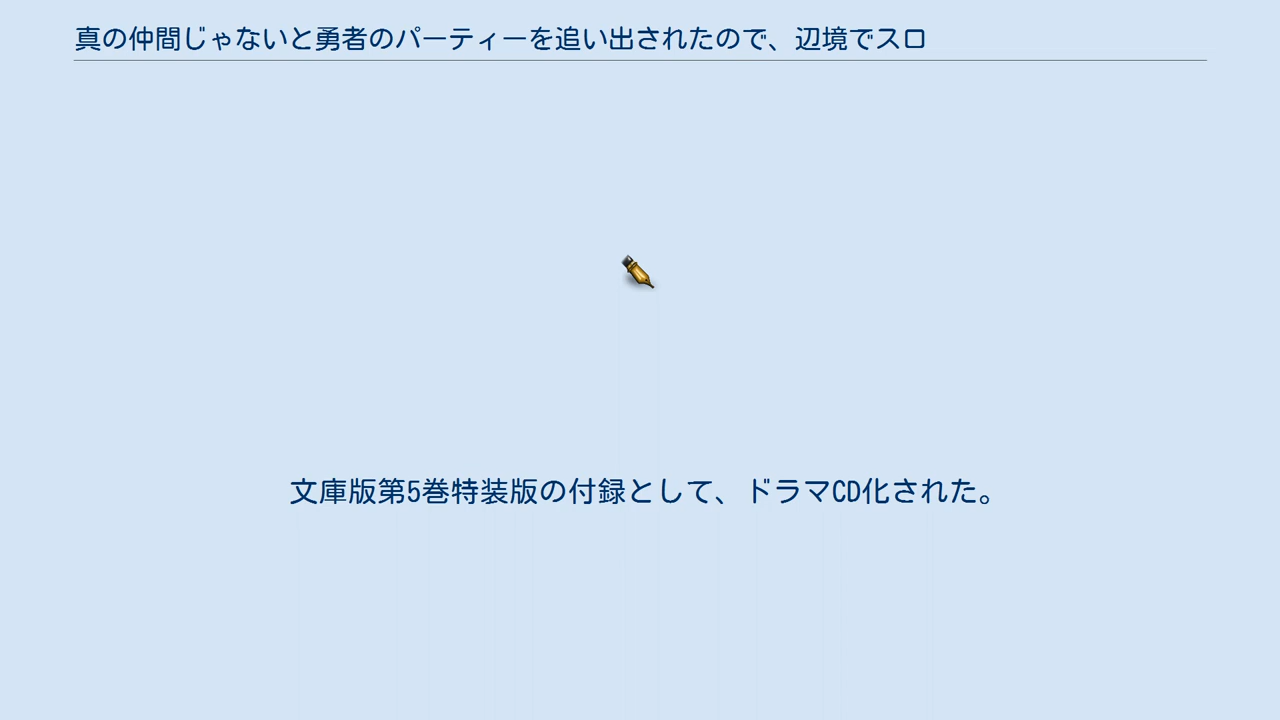 真の仲間じゃないと勇者のパーティーを追い出されたので、辺境でスロ
文庫版第5巻特装版の付録として、ドラマCD化された。